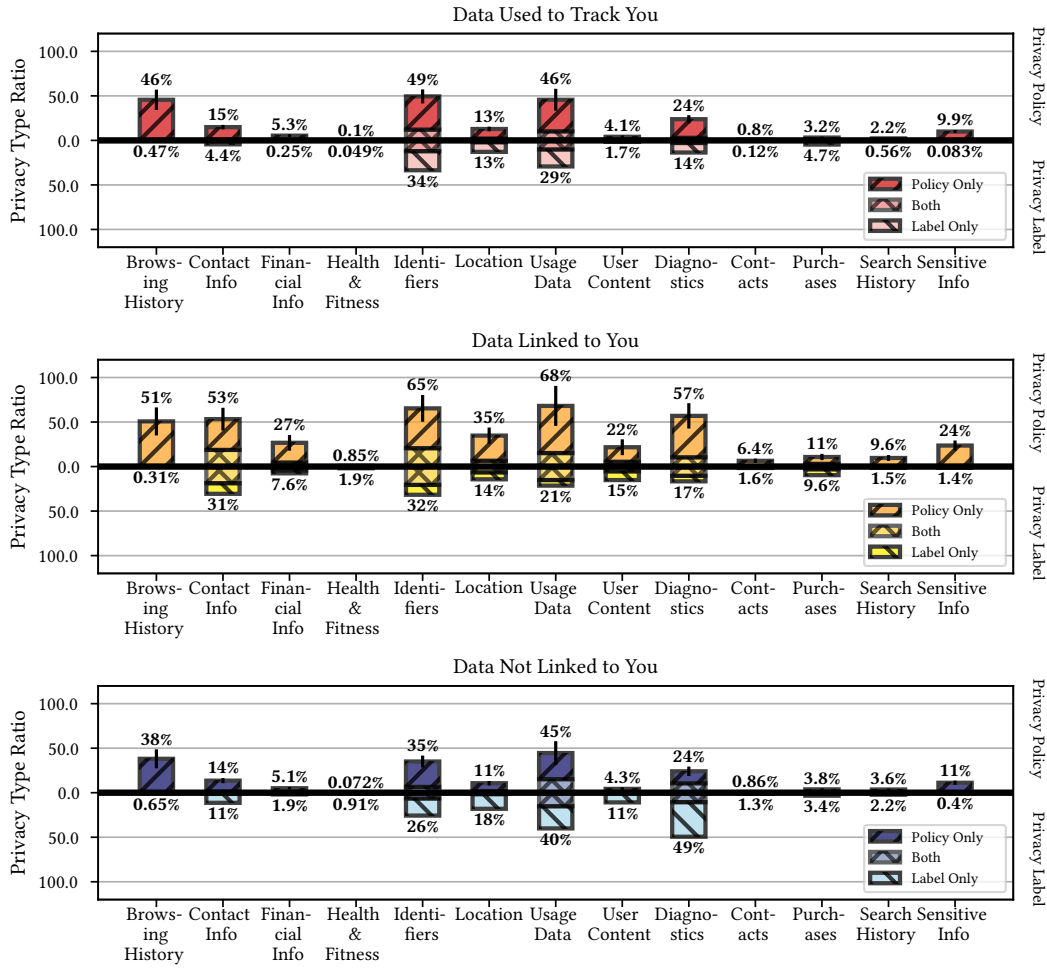 Data Used to Track You
Privacy Type Ratio
100.0
50.0
0.0
50.0
100.0
46% 15% 5.3% 0.1% 49% 13% 46% 4.1% 24% 0.8% 3.2% 2.2% 9.9%
0.47% 4.4% 0.25% 0.049% 34% 13% 29% 1.7% 14% 0.12% 4.7% 0.56% 0.083%
Privacy Policy
Privacy Label
Policy Only
Both
Label Only
Brows- Contact Finan- Health Identi- Location Usage User Diagno- Cont- Purch- Search Sensitive
ing Info cial & fiers Data Content stics acts ases History Info
History Info Fitness
Data Linked to You
Privacy Type Ratio
100.0
50.0
0.0
50.0
100.0
51% 53% 27% 0.85% 65% 35% 68% 22% 57% 6.4% 11% 9.6% 24%
0.31% 31% 7.6% 1.9% 32% 14% 21% 15% 17% 1.6% 9.6% 1.5% 1.4%
Privacy Policy
Privacy Label
Policy Only
Both
Label Only
Brows- Contact Finan- Health Identi- Location Usage User Diagno- Cont- Purch- Search Sensitive
ing Info cial & fiers Data Content stics acts ases History Info
History Info Fitness
Data Not Linked to You
Privacy Type Ratio
100.0
50.0
0.0
50.0
100.0
38% 14% 5.1% 0.072% 35% 11% 45% 4.3% 24% 0.86% 3.8% 3.6% 11%
0.65% 11% 1.9% 0.91% 26% 18% 40% 11% 49% 1.3% 3.4% 2.2% 0.4%
Privacy Policy
Privacy Label
Policy Only
Both
Label Only
Brows- Contact Finan- Health Identi- Location Usage User Diagno- Cont- Purch- Search Sensitive
ing Info cial & fiers Data Content stics acts ases History Info
History Info Fitness